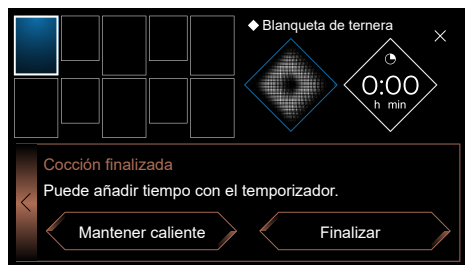 Blanqueta de ternera
0:00
h min
Cocción finalizada
Puede añadir tiempo con el temporizador.
Mantener caliente
Finalizar